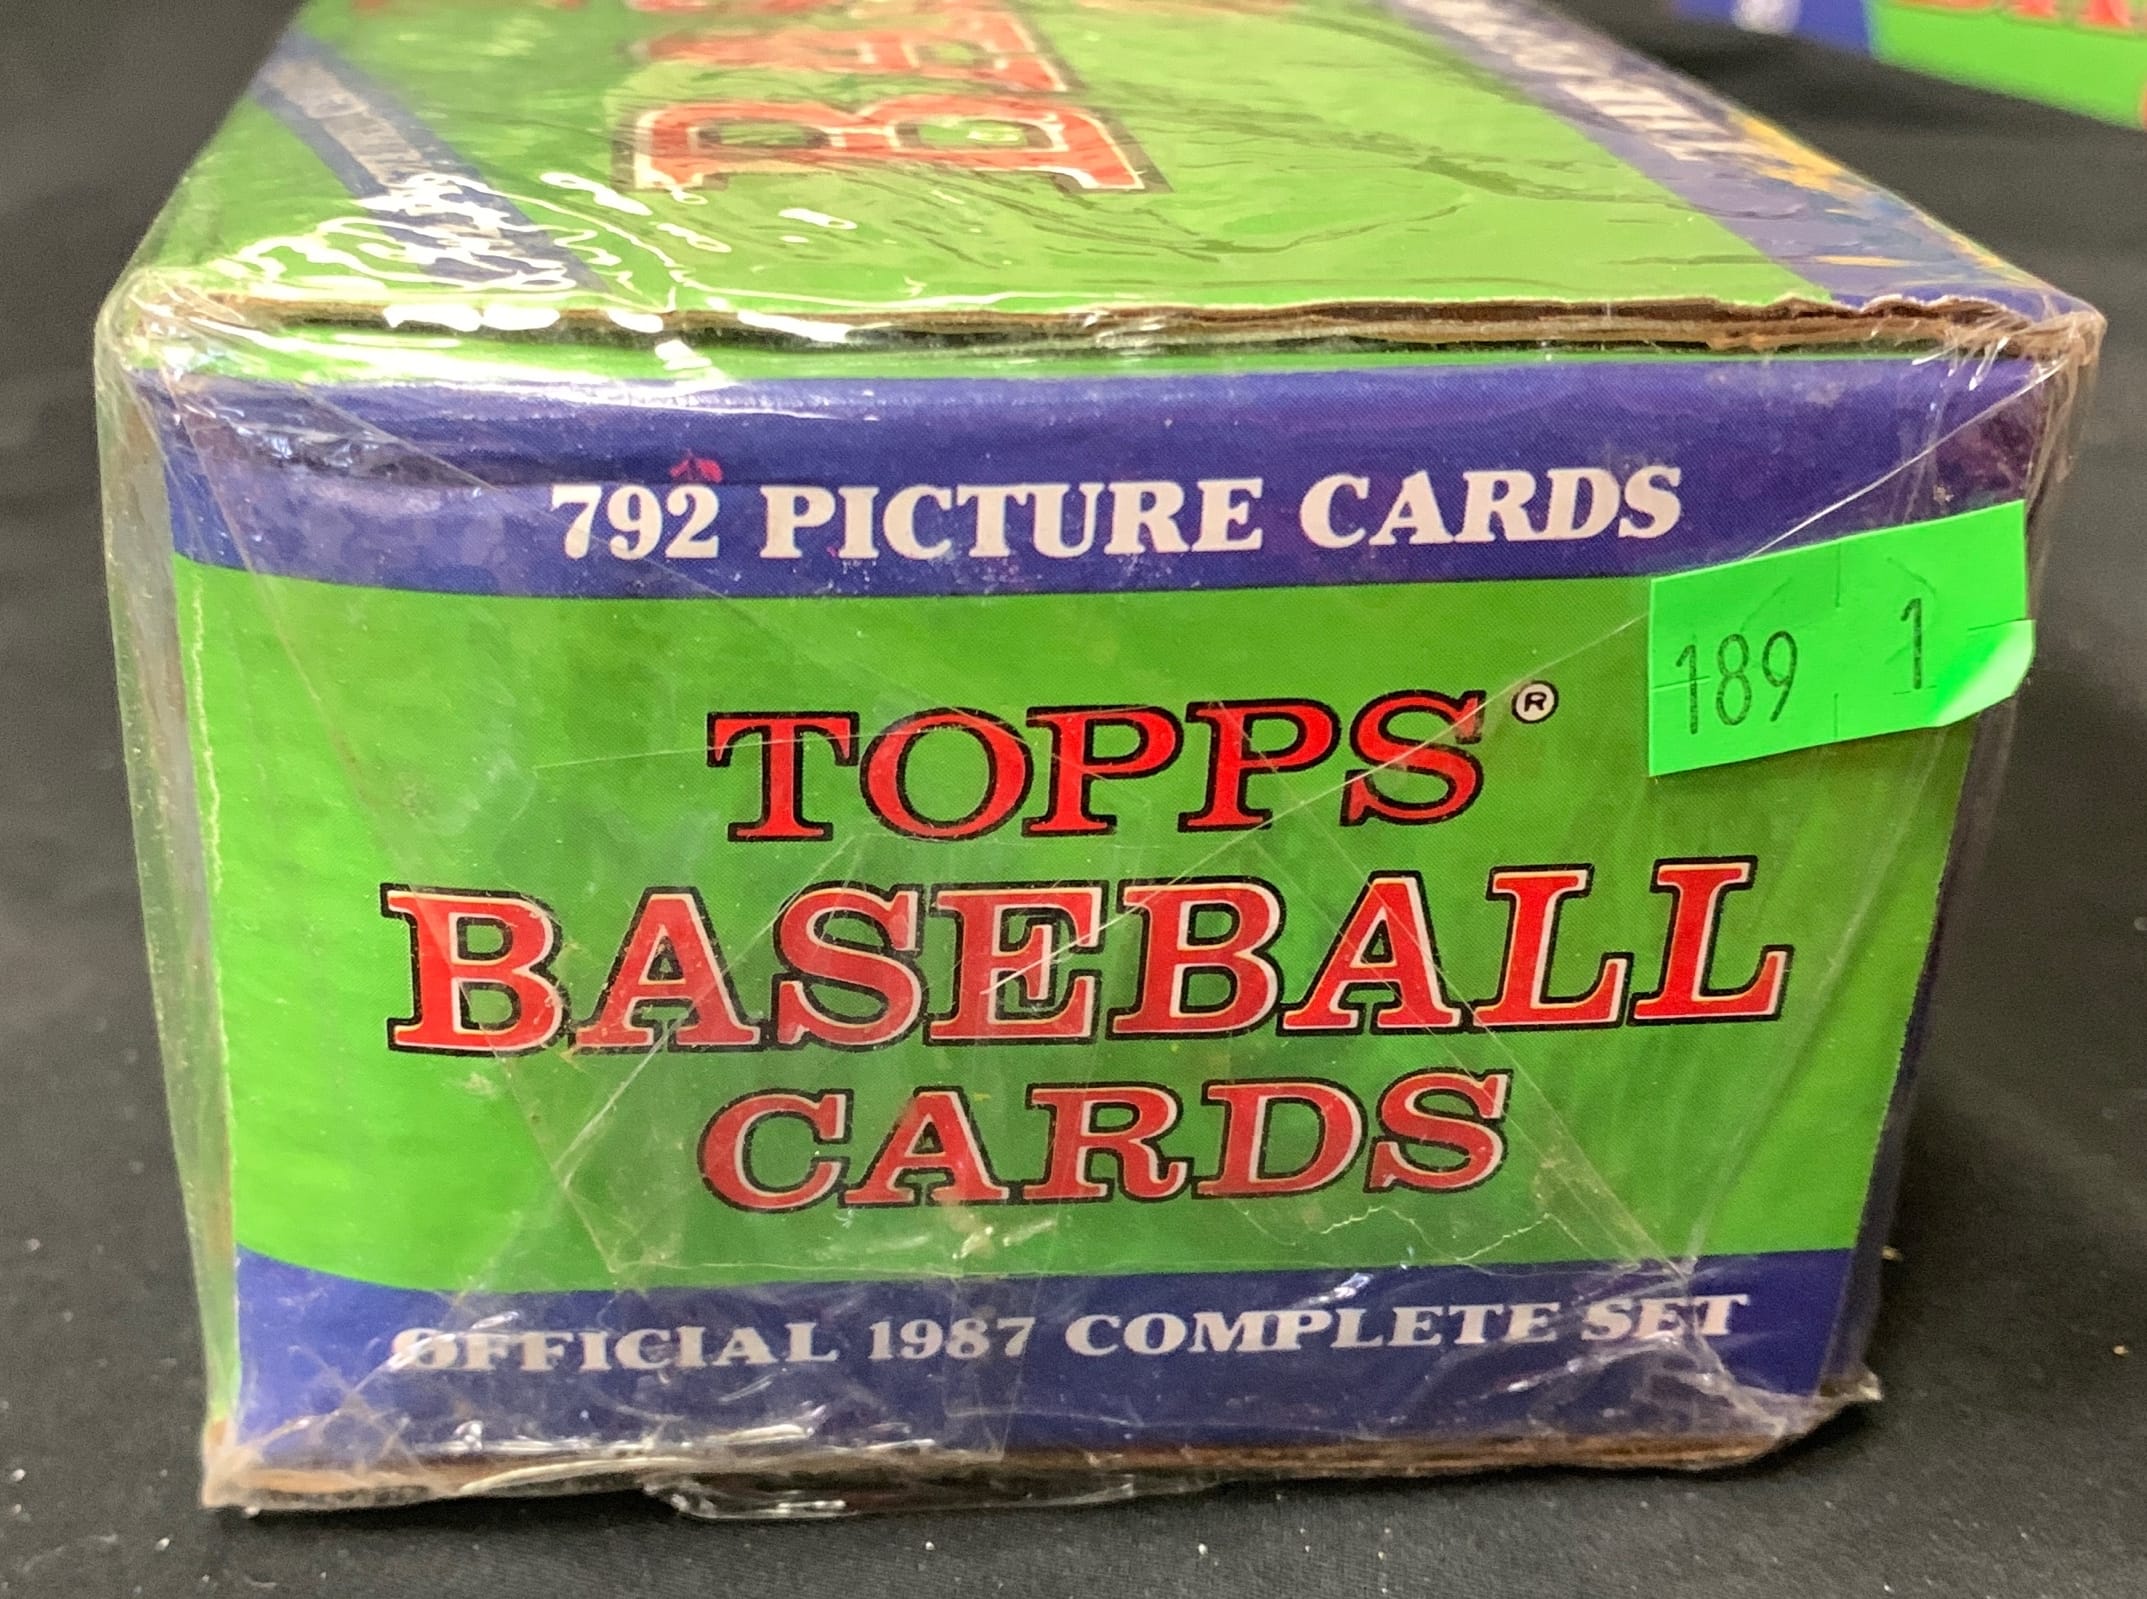 792 PICTURE CARDS
189 1
TOPPS®
BASEBALL
CARDS
OFFICIAL 1987 COMPLETE SET